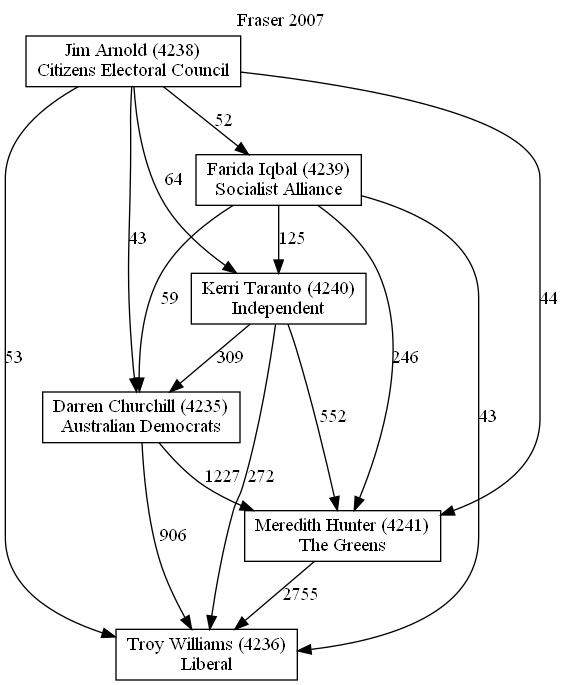 Fraser 2007
Jim Arnold (4238)
Citizens Electoral Council
52
Farida Iqbal (4239)
Socialist Alliance
64
43
125
59
Kerri Taranto (4240)
Independent
53
44
309
246
Darren Churchill (4235)
Australian Democrats
552
43
1227
272
Meredith Hunter (4241)
The Greens
906
2755
Troy Williams (4236)
Liberal